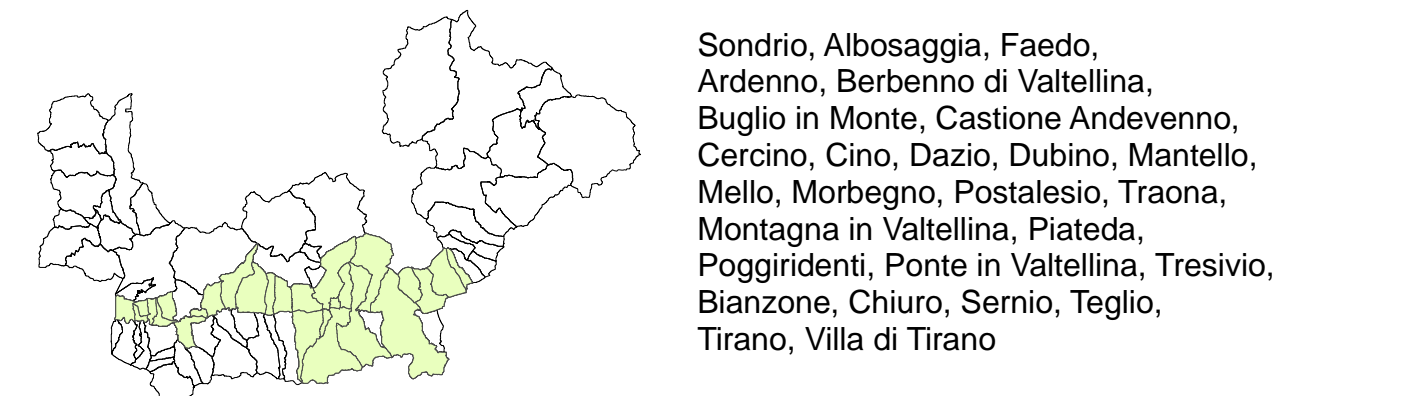 Sondrio, Albosaggia, Faedo,
Ardenno, Berbenno di Valtellina,
Buglio in Monte, Castione Andevenno,
Cercino, Cino, Dazio, Dubino, Mantello,
Mello, Morbegno, Postalesio, Traona,
Montagna in Valtellina, Piateda,
Poggiridenti, Ponte in Valtellina, Tresivio,
Bianzone, Chiuro, Sernio, Teglio,
Tirano, Villa di Tirano